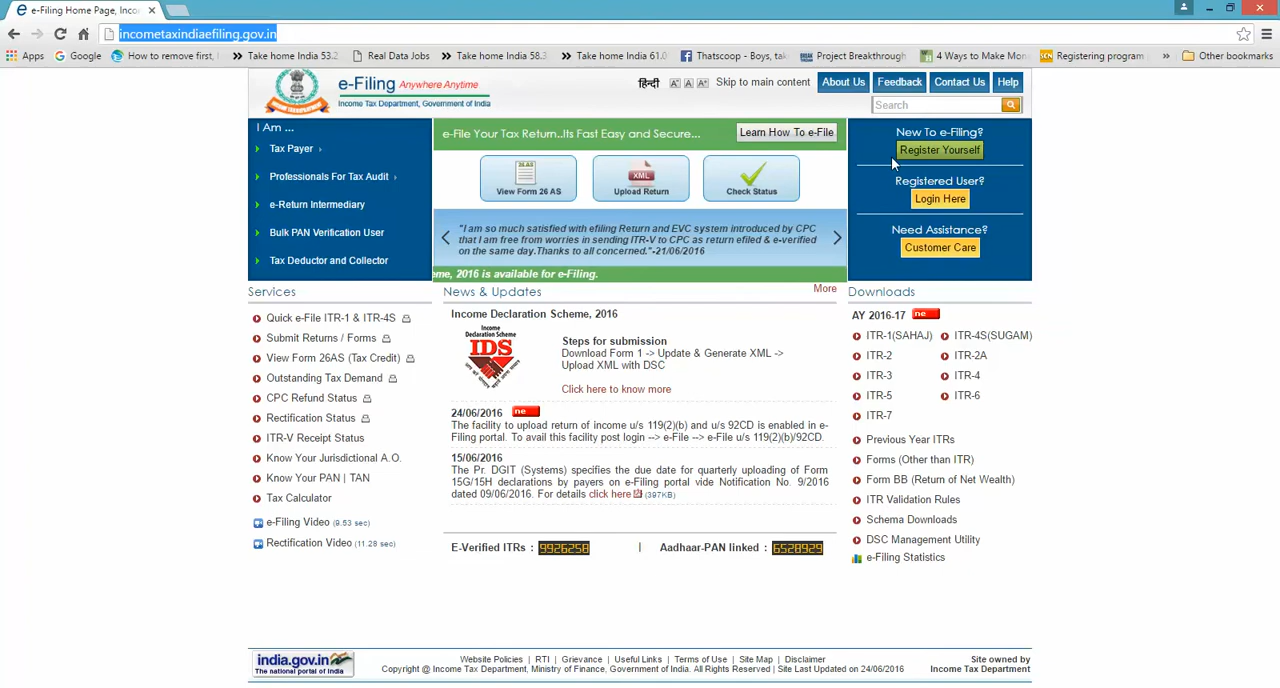 e-Filing Home Page, Inco
incometaxindiaefiling.gov.in
Apps Google How to remove first, Take home India 53.2 Real Data Jobs Take home India 58.3 Take home India 61.0 Thatscoop - Boys, tak Project Breakthrough 4 Ways to Make Mon Registering program » Other bookmarks
e-Filing Anywhere Anytime
Income Tax Department, Government of India
हिन्दी A+ A A+ Skip to main content About Us Feedback Contact Us Help
Search
I Am ...
Tax Payer
Professionals For Tax Audit
e-Return Intermediary
Bulk PAN Verification User
Tax Deductor and Collector
e-File Your Tax Return..Its Fast Easy and Secure... Learn How To e-File
26 AS
View Form 26 AS
XML
Upload Return
Check Status
"I am so much satisfied with efiling Return and EVC system introduced by CPC
that I am free from worries in sending ITR-V to CPC as return efiled & e-verified
on the same day.Thanks to all concerned."-21/06/2016
eme, 2016 is available for e-Filing.
New To e-Filing?
Register Yourself
Registered User?
Login Here
Need Assistance?
Customer Care
Services
Quick e-File ITR-1 & ITR-4S
Submit Returns / Forms
View Form 26AS (Tax Credit)
Outstanding Tax Demand
CPC Refund Status
Rectification Status
ITR-V Receipt Status
Know Your Jurisdictional A.O.
Know Your PAN | TAN
Tax Calculator
e-Filing Video (9.53 sec)
Rectification Video (11.28 sec)
News & Updates
More
Income Declaration Scheme, 2016
Income
Declaration Scheme
IDS
Steps for submission
Download Form 1 -> Update & Generate XML ->
Upload XML with DSC
Click here to know more
24/06/2016 ne
The facility to upload return of income u/s 119(2)(b) and u/s 92CD is enabled in e-
Filing portal. To avail this facility post login --> e-File --> e-File u/s 119(2)(b)/92CD.
15/06/2016
The Pr. DGIT (Systems) specifies the due date for quarterly uploading of Form
15G/15H declarations by payers on e-Filing portal vide Notification No. 9/2016
dated 09/06/2016. For details click here (397KB)
E-Verified ITRs : 9926258 | Aadhaar-PAN linked : 6528929
Downloads
AY 2016-17 ne
ITR-1(SAHAJ) ITR-4S(SUGAM)
ITR-2 ITR-2A
ITR-3 ITR-4
ITR-5 ITR-6
ITR-7
Previous Year ITRs
Forms (Other than ITR)
Form BB (Return of Net Wealth)
ITR Validation Rules
Schema Downloads
DSC Management Utility
e-Filing Statistics
india.gov.in
The national portal of India
Website Policies | RTI | Grievance | Useful Links | Terms of Use | Site Map | Disclaimer
Copyright @ Income Tax Department, Ministry of Finance, Government of India. All Rights Reserved | Site Last Updated on 24/06/2016
Site owned by
Income Tax Department